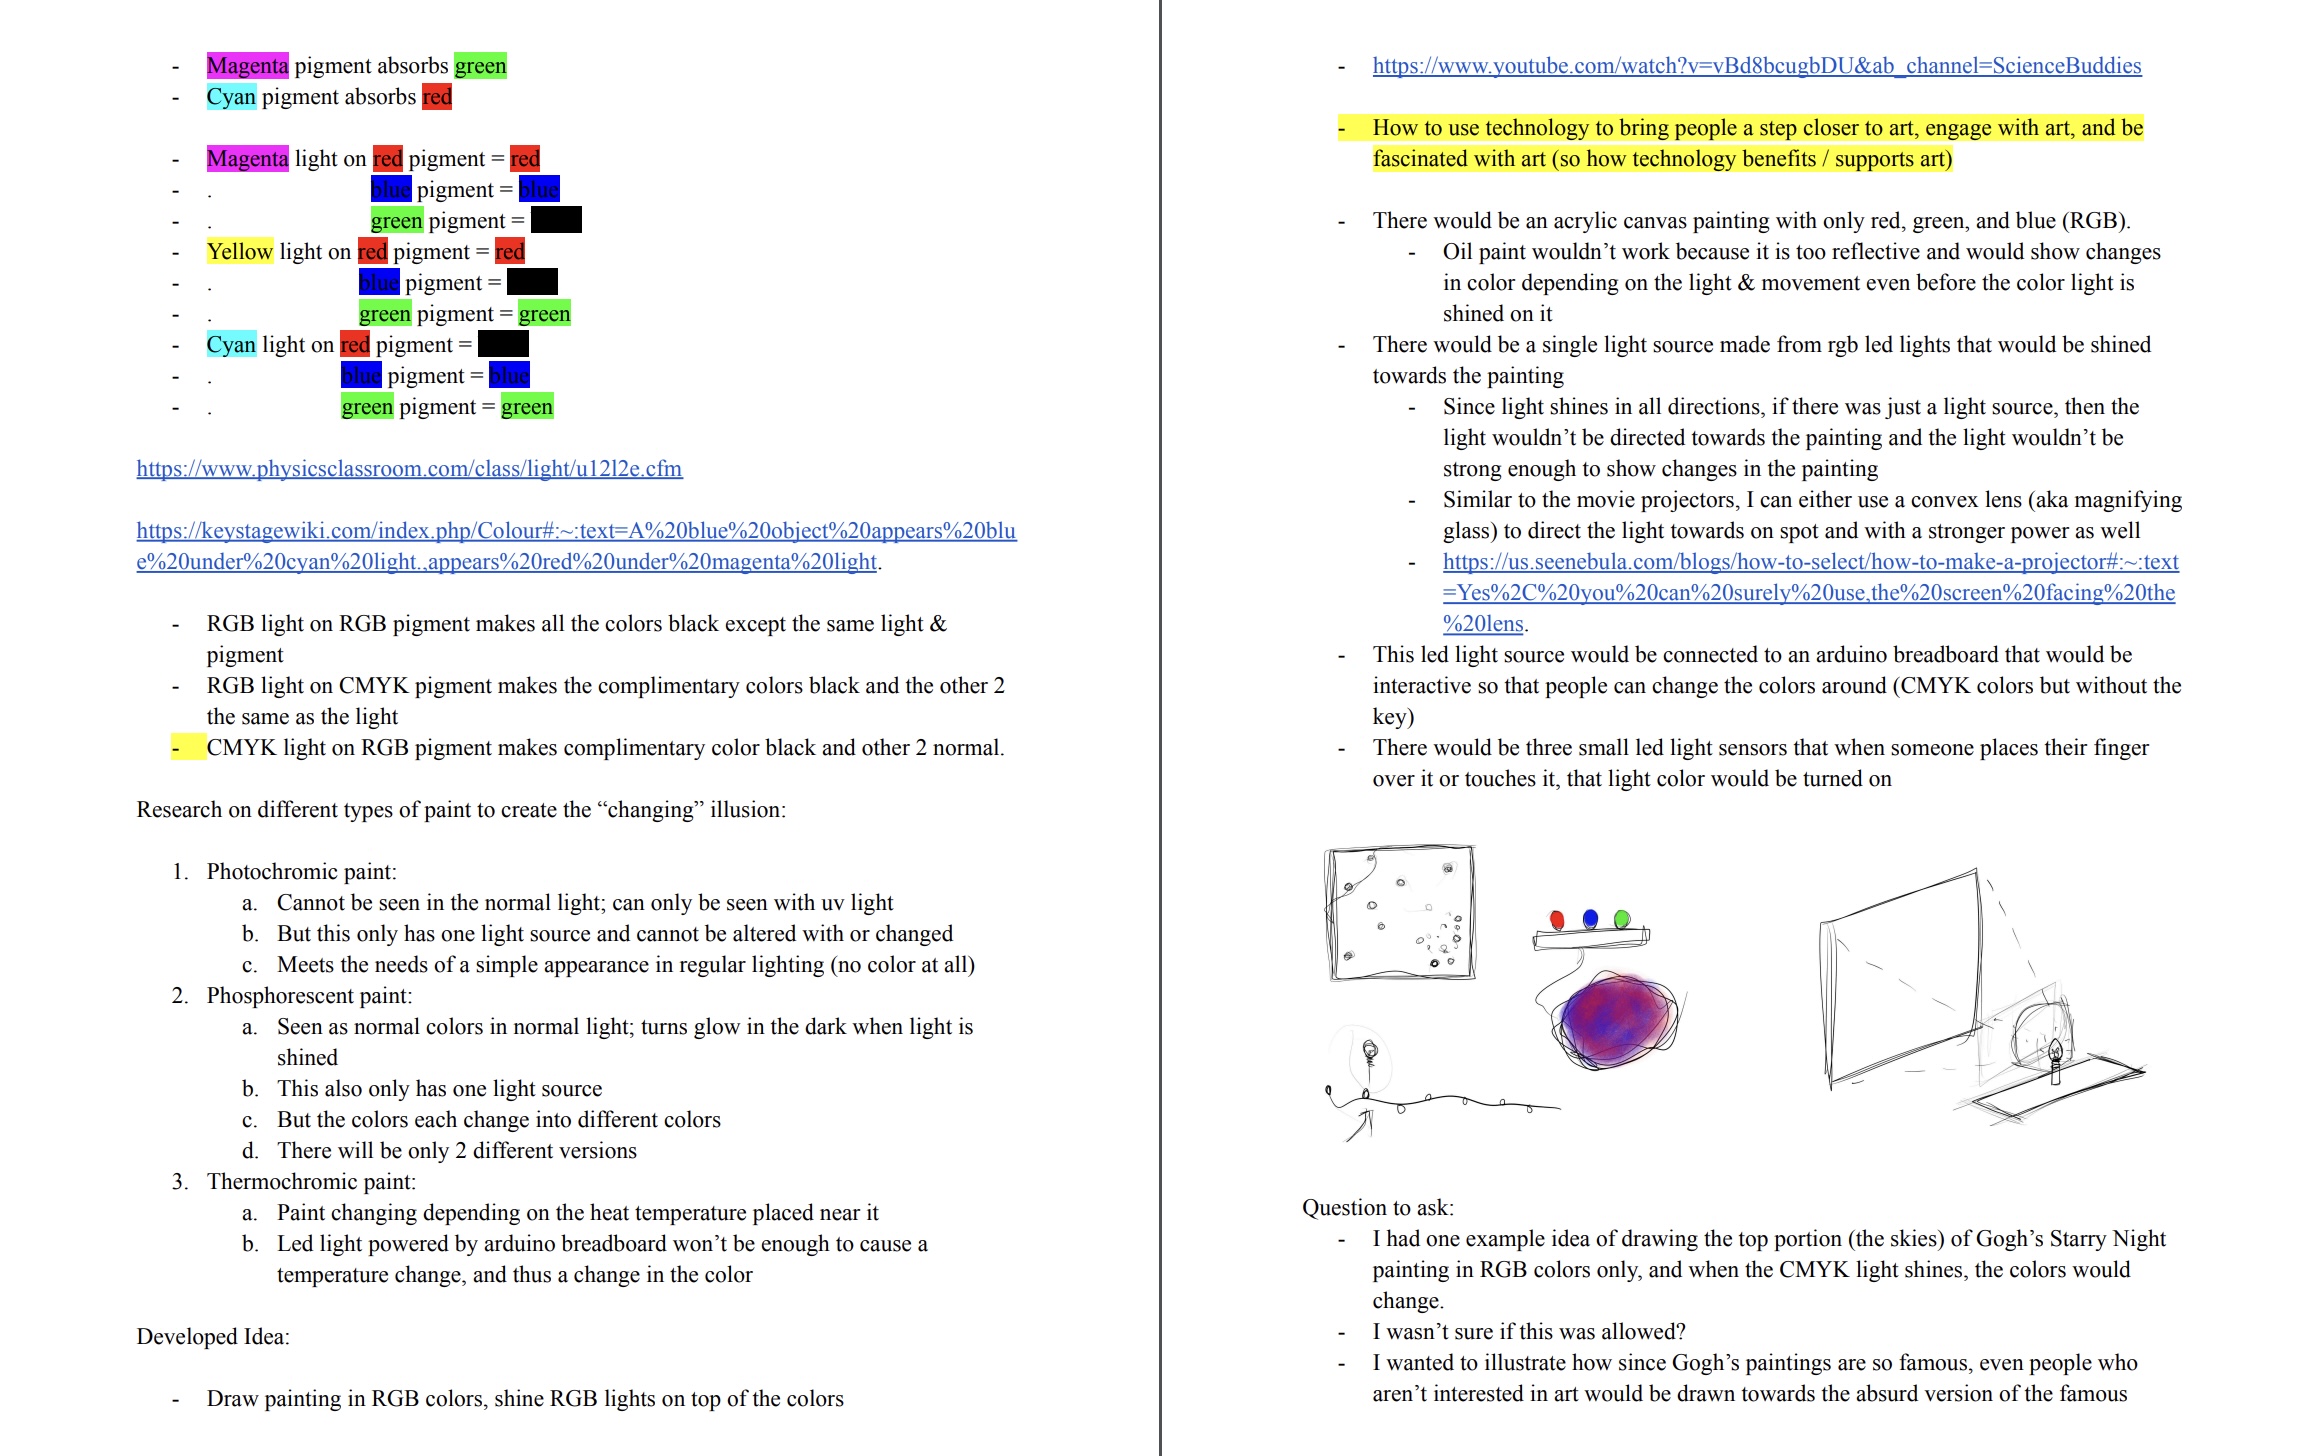 - Magenta pigment absorbs green
- Cyan pigment absorbs red
- Magenta light on red pigment = red
- . blue pigment = blue
- . green pigment =
- Yellow light on red pigment = red
- . blue pigment =
- . green pigment = green
- Cyan light on red pigment =
- . blue pigment = blue
- . green pigment = green
https://www.physicsclassroom.com/class/light/u12l2e.cfm
https://keystagewiki.com/index.php/Colour#:~:text=A%20blue%20object%20appears%20blu
e%20under%20cyan%20light.,appears%20red%20under%20magenta%20light.
- RGB light on RGB pigment makes all the colors black except the same light &
pigment
- RGB light on CMYK pigment makes the complimentary colors black and the other 2
the same as the light
- CMYK light on RGB pigment makes complimentary color black and other 2 normal.
Research on different types of paint to create the “changing” illusion:
1. Photochromic paint:
a. Cannot be seen in the normal light; can only be seen with uv light
b. But this only has one light source and cannot be altered with or changed
c. Meets the needs of a simple appearance in regular lighting (no color at all)
2. Phosphorescent paint:
a. Seen as normal colors in normal light; turns glow in the dark when light is
shined
b. This also only has one light source
c. But the colors each change into different colors
d. There will be only 2 different versions
3. Thermochromic paint:
a. Paint changing depending on the heat temperature placed near it
b. Led light powered by arduino breadboard won’t be enough to cause a
temperature change, and thus a change in the color
Developed Idea:
- Draw painting in RGB colors, shine RGB lights on top of the colors
- https://www.youtube.com/watch?v=vBd8bcugbDU&ab_channel=ScienceBuddies
- How to use technology to bring people a step closer to art, engage with art, and be
fascinated with art (so how technology benefits / supports art)
- There would be an acrylic canvas painting with only red, green, and blue (RGB).
- Oil paint wouldn’t work because it is too reflective and would show changes
in color depending on the light & movement even before the color light is
shined on it
- There would be a single light source made from rgb led lights that would be shined
towards the painting
- Since light shines in all directions, if there was just a light source, then the
light wouldn’t be directed towards the painting and the light wouldn’t be
strong enough to show changes in the painting
- Similar to the movie projectors, I can either use a convex lens (aka magnifying
glass) to direct the light towards on spot and with a stronger power as well
- https://us.seenebula.com/blogs/how-to-select/how-to-make-a-projector#:~:text
=Yes%2C%20you%20can%20surely%20use,the%20screen%20facing%20the
%20lens.
- This led light source would be connected to an arduino breadboard that would be
interactive so that people can change the colors around (CMYK colors but without the
key)
- There would be three small led light sensors that when someone places their finger
over it or touches it, that light color would be turned on
Question to ask:
- I had one example idea of drawing the top portion (the skies) of Gogh’s Starry Night
painting in RGB colors only, and when the CMYK light shines, the colors would
change.
- I wasn’t sure if this was allowed?
- I wanted to illustrate how since Gogh’s paintings are so famous, even people who
aren’t interested in art would be drawn towards the absurd version of the famous